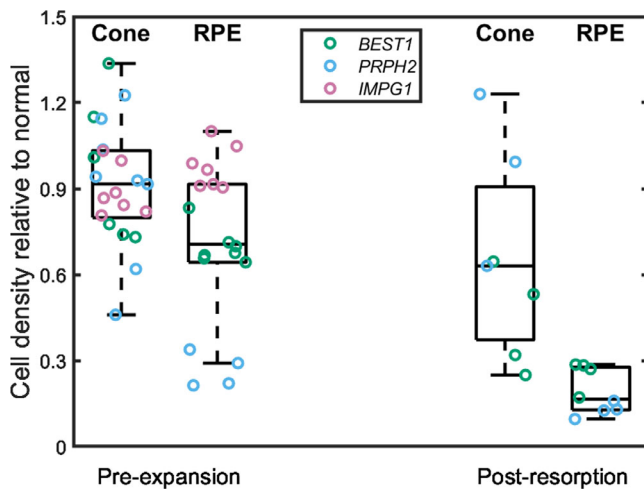 Cone RPE
Cone RPE
BEST1
PRPH2
IMPG1
Cell density relative to normal
1.5
1.2
0.9
0.6
0.3
0
Pre-expansion
Post-resorption